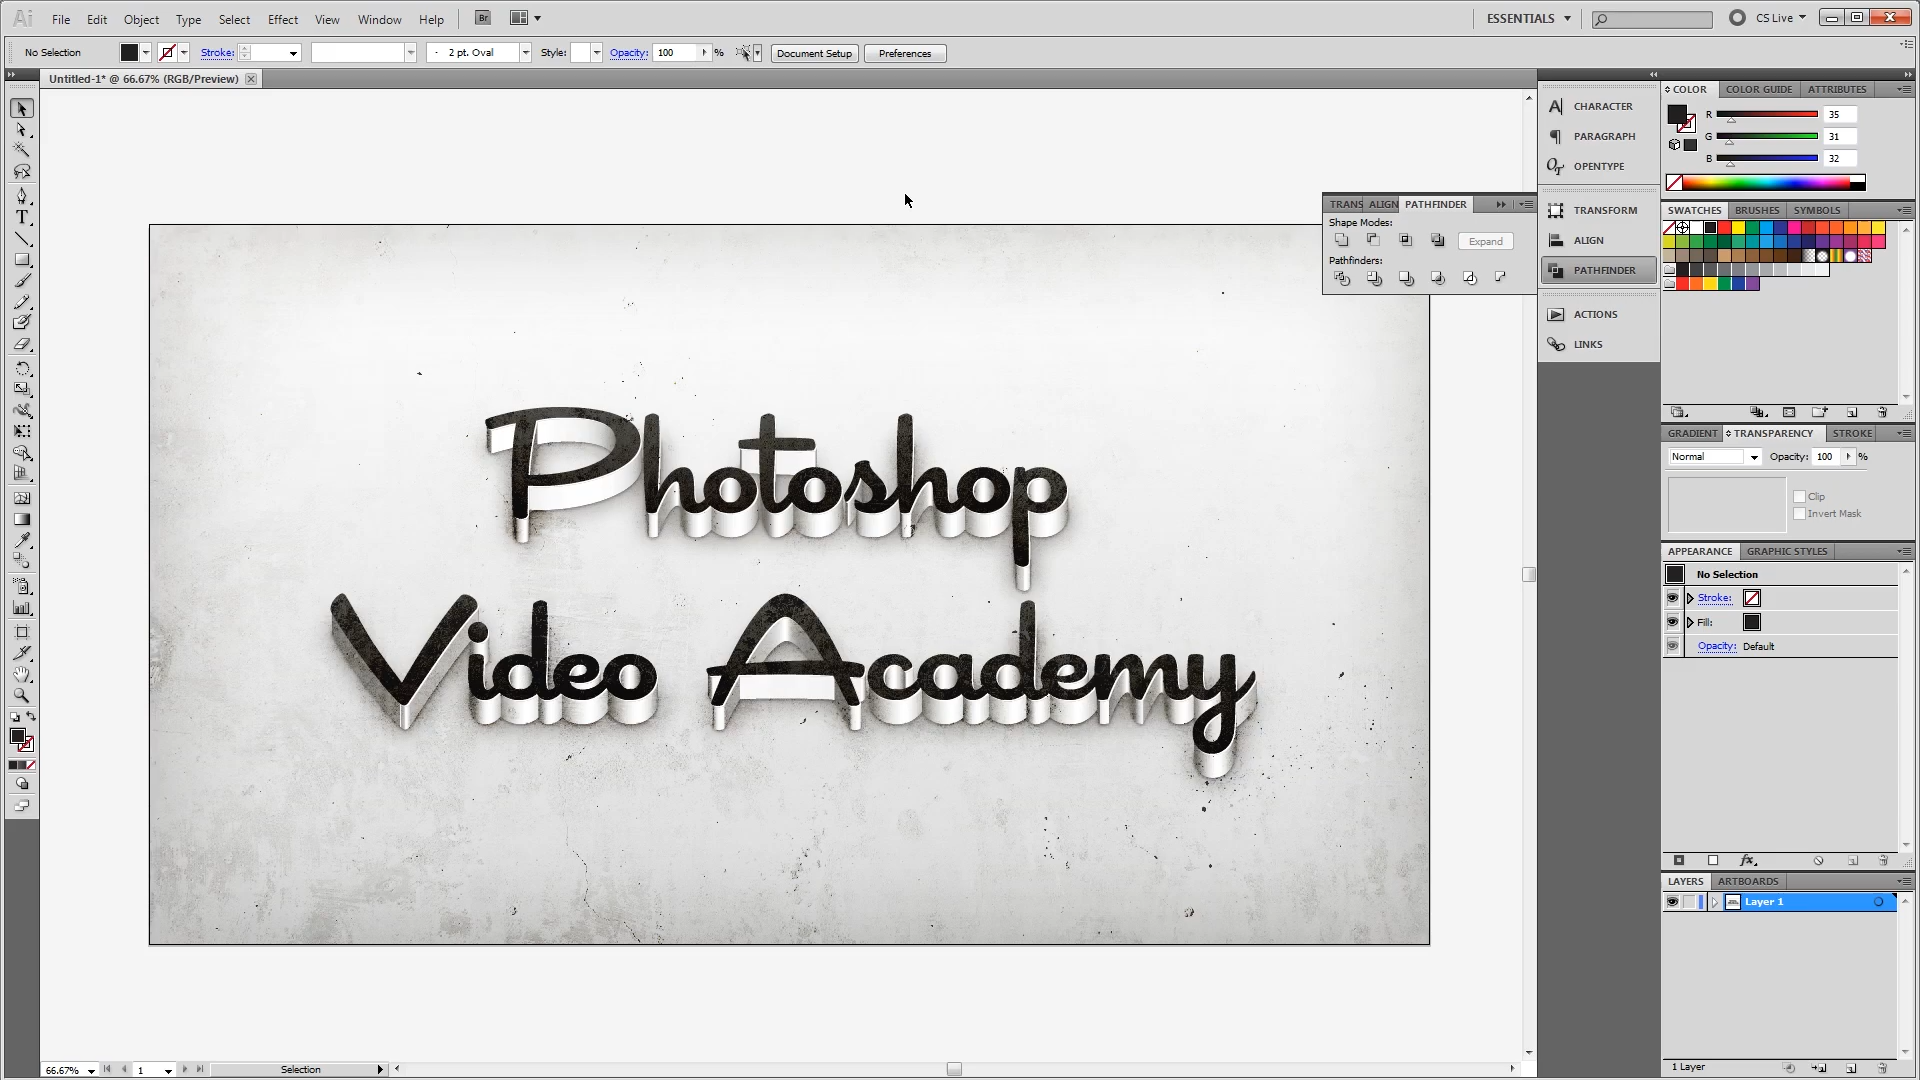 Ai File Edit Object Type Select Effect View Window Help Br ESSENTIALS CS Live
No Selection Stroke: 2 pt. Oval Style: Opacity: 100 % Document Setup Preferences
Untitled-1* @ 66.67% (RGB/Preview)
Photoshop
Video Academy
TRANS ALIGN PATHFINDER
Shape Modes:
Expand
Pathfinders:
CHARACTER
PARAGRAPH
OPENTYPE
TRANSFORM
ALIGN
PATHFINDER
ACTIONS
LINKS
COLOR COLOR GUIDE ATTRIBUTES
R 35
G 31
B 32
SWATCHES BRUSHES SYMBOLS
GRADIENT TRANSPARENCY STROKE
Normal Opacity: 100 %
Clip
Invert Mask
APPEARANCE GRAPHIC STYLES
No Selection
Stroke:
Fill:
Opacity: Default
fx
LAYERS ARTBOARDS
Layer 1
1 Layer
66.67% 1 Selection